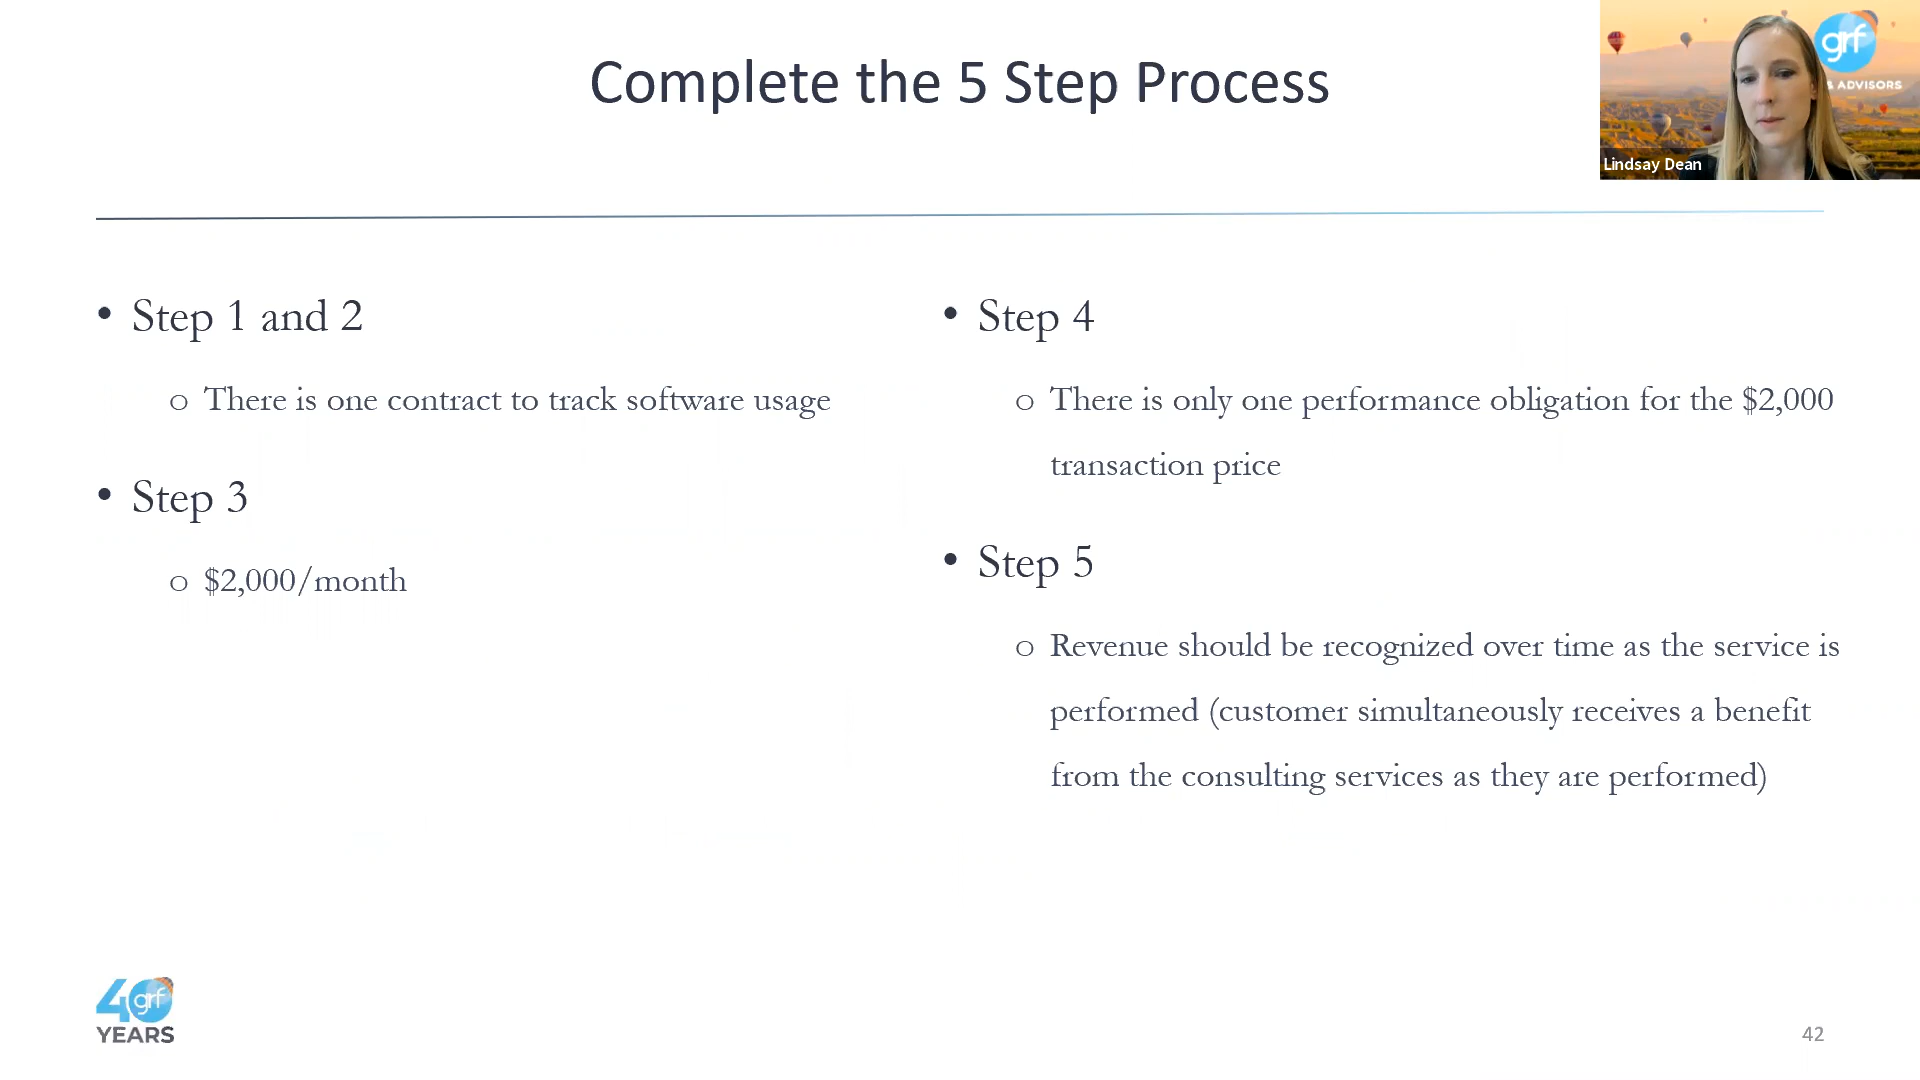 Complete the 5 Step Process
grf
& ADVISORS
Lindsay Dean
• Step 1 and 2
o There is one contract to track software usage
• Step 3
o $2,000/month
• Step 4
o There is only one performance obligation for the $2,000
transaction price
• Step 5
o Revenue should be recognized over time as the service is
performed (customer simultaneously receives a benefit
from the consulting services as they are performed)
40 grf
YEARS
42